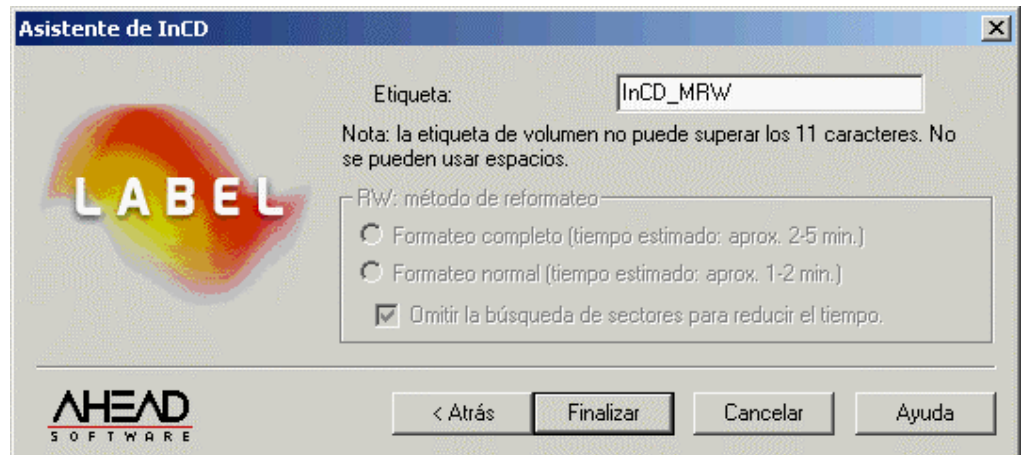 Asistente de InCD
Etiqueta: InCD_MRW
Nota: la etiqueta de volumen no puede superar los 11 caracteres. No
se pueden usar espacios.
LABEL
RW: método de reformateo
Formateo completo (tiempo estimado: aprox. 2-5 min.)
Formateo normal (tiempo estimado: aprox. 1-2 min.)
Omitir la búsqueda de sectores para reducir el tiempo.
AHEAD
SOFTWARE
< Atrás Finalizar Cancelar Ayuda